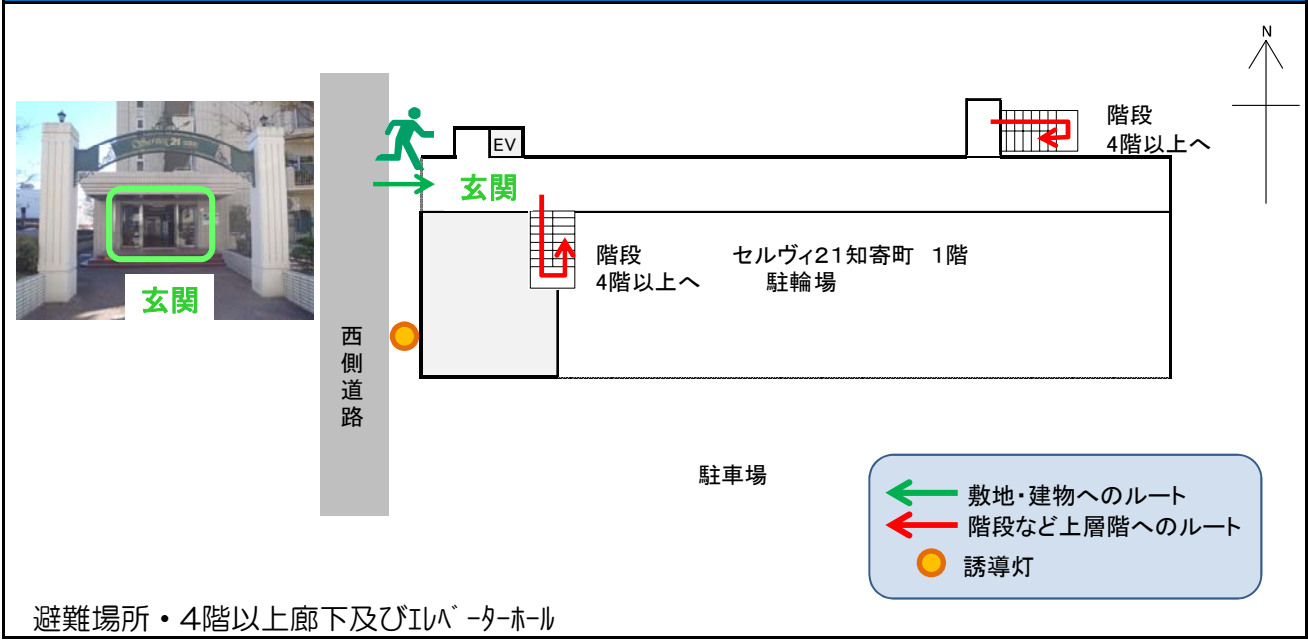 N
階段
4階以上へ
EV
玄関
21
玄関
階段
4階以上へ
セルヴィ21知寄町 1階
駐輪場
西側道路
駐車場
敷地・建物へのルート
階段など上層階へのルート
誘導灯
避難場所・4階以上廊下及びｴﾚﾍﾞｰﾀｰﾎｰﾙ